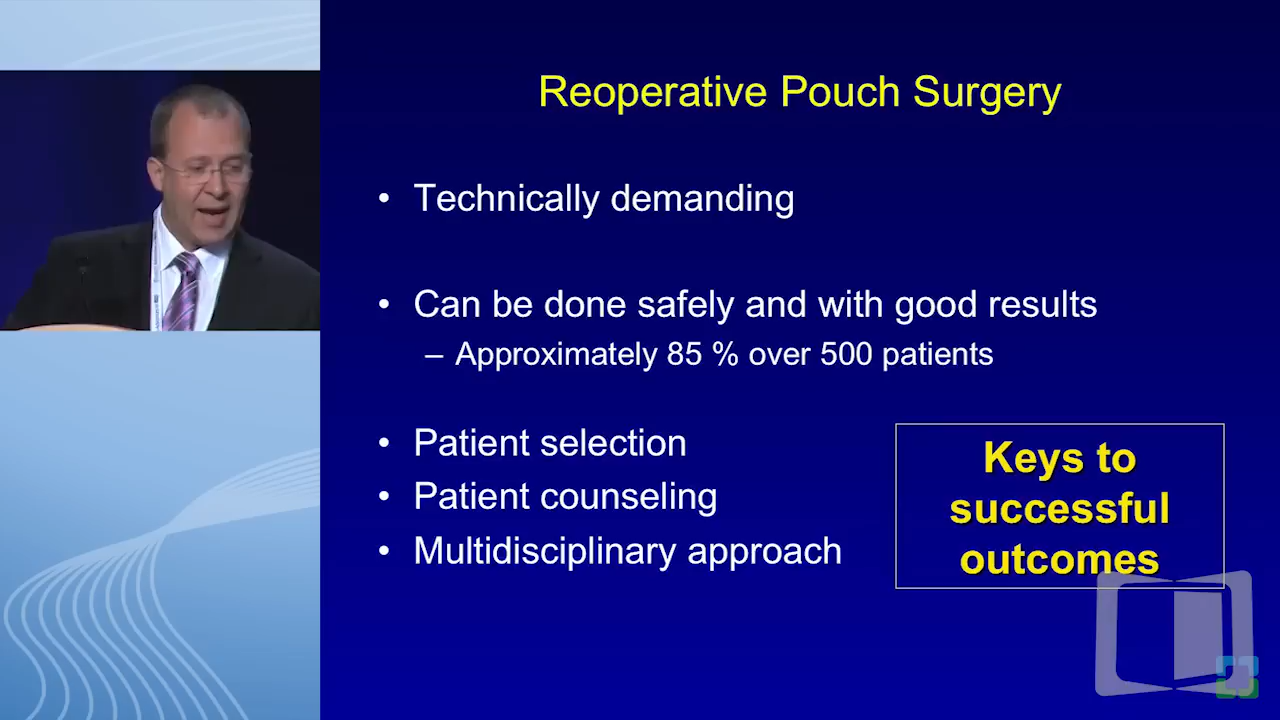 Reoperative Pouch Surgery
• Technically demanding
• Can be done safely and with good results
– Approximately 85 % over 500 patients
• Patient selection
• Patient counseling
• Multidisciplinary approach
Keys to
successful
outcomes